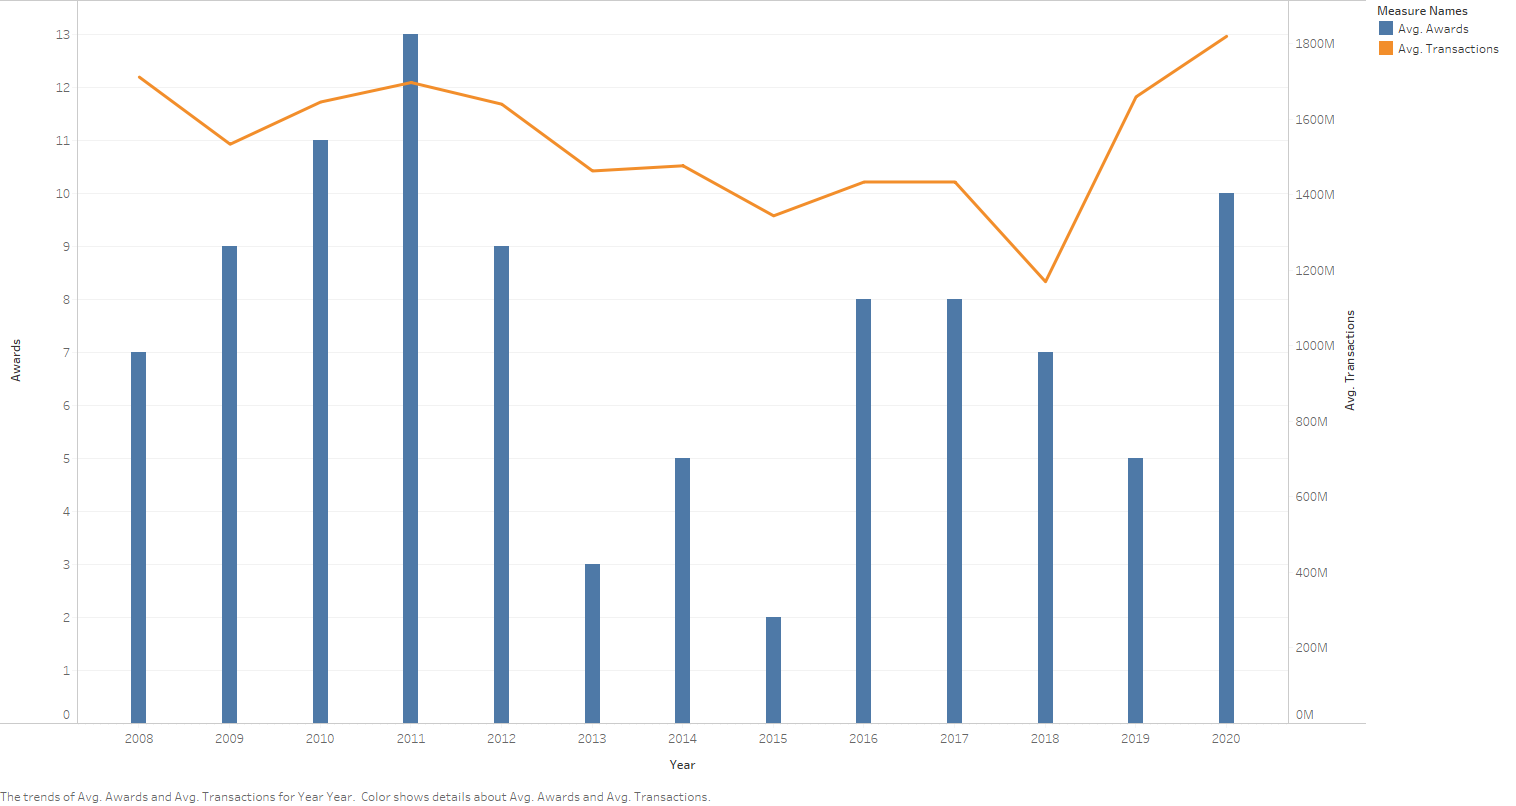 Measure Names
Avg. Awards
Avg. Transactions
13
12
11
10
9
8
7
6
5
4
3
2
1
0
Awards
1800M
1600M
1400M
1200M
1000M
800M
600M
400M
200M
0M
Avg. Transactions
2008 2009 2010 2011 2012 2013 2014 2015 2016 2017 2018 2019 2020
Year
The trends of Avg. Awards and Avg. Transactions for Year Year. Color shows details about Avg. Awards and Avg. Transactions.